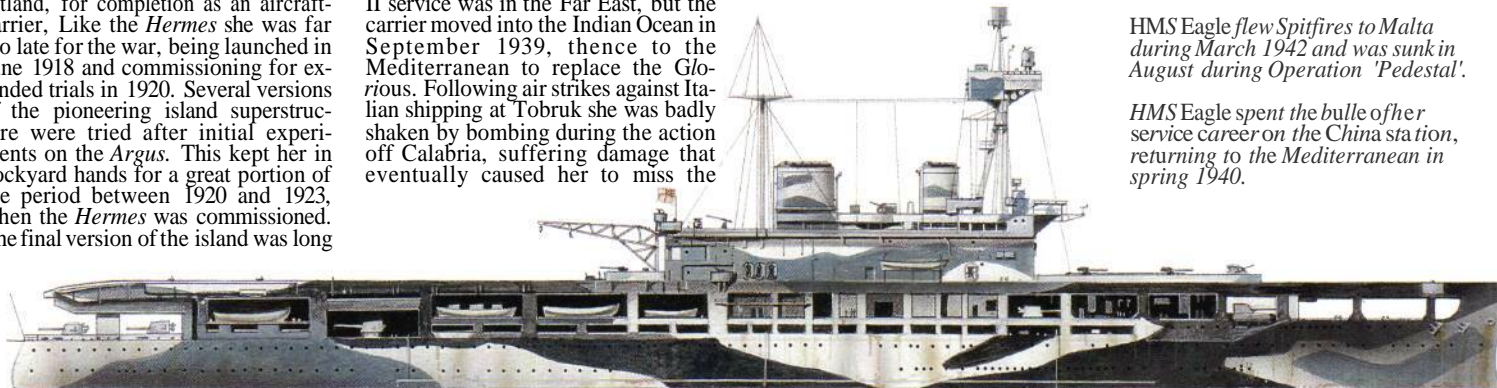 tland, for completion as an aircraft-
arrier, Like the Hermes she was far
o late for the war, being launched in
ne 1918 and commissioning for ex-
nded trials in 1920. Several versions
f the pioneering island superstruc-
re were tried after initial experi-
ents on the Argus. This kept her in
ockyard hands for a great portion of
e period between 1920 and 1923,
hen the Hermes was commissioned.
he final version of the island was long
II service was in the Far East, but the
carrier moved into the Indian Ocean in
September 1939, thence to the
Mediterranean to replace the Glo-
rious. Following air strikes against Ita-
lian shipping at Tobruk she was badly
shaken by bombing during the action
off Calabria, suffering damage that
eventually caused her to miss the
HMS Eagle flew Spitfires to Malta
during March 1942 and was sunk in
August during Operation 'Pedestal'.
HMS Eagle spent the bulle ofher
service career on the China sta tion,
returning to the Mediterranean in
spring 1940.